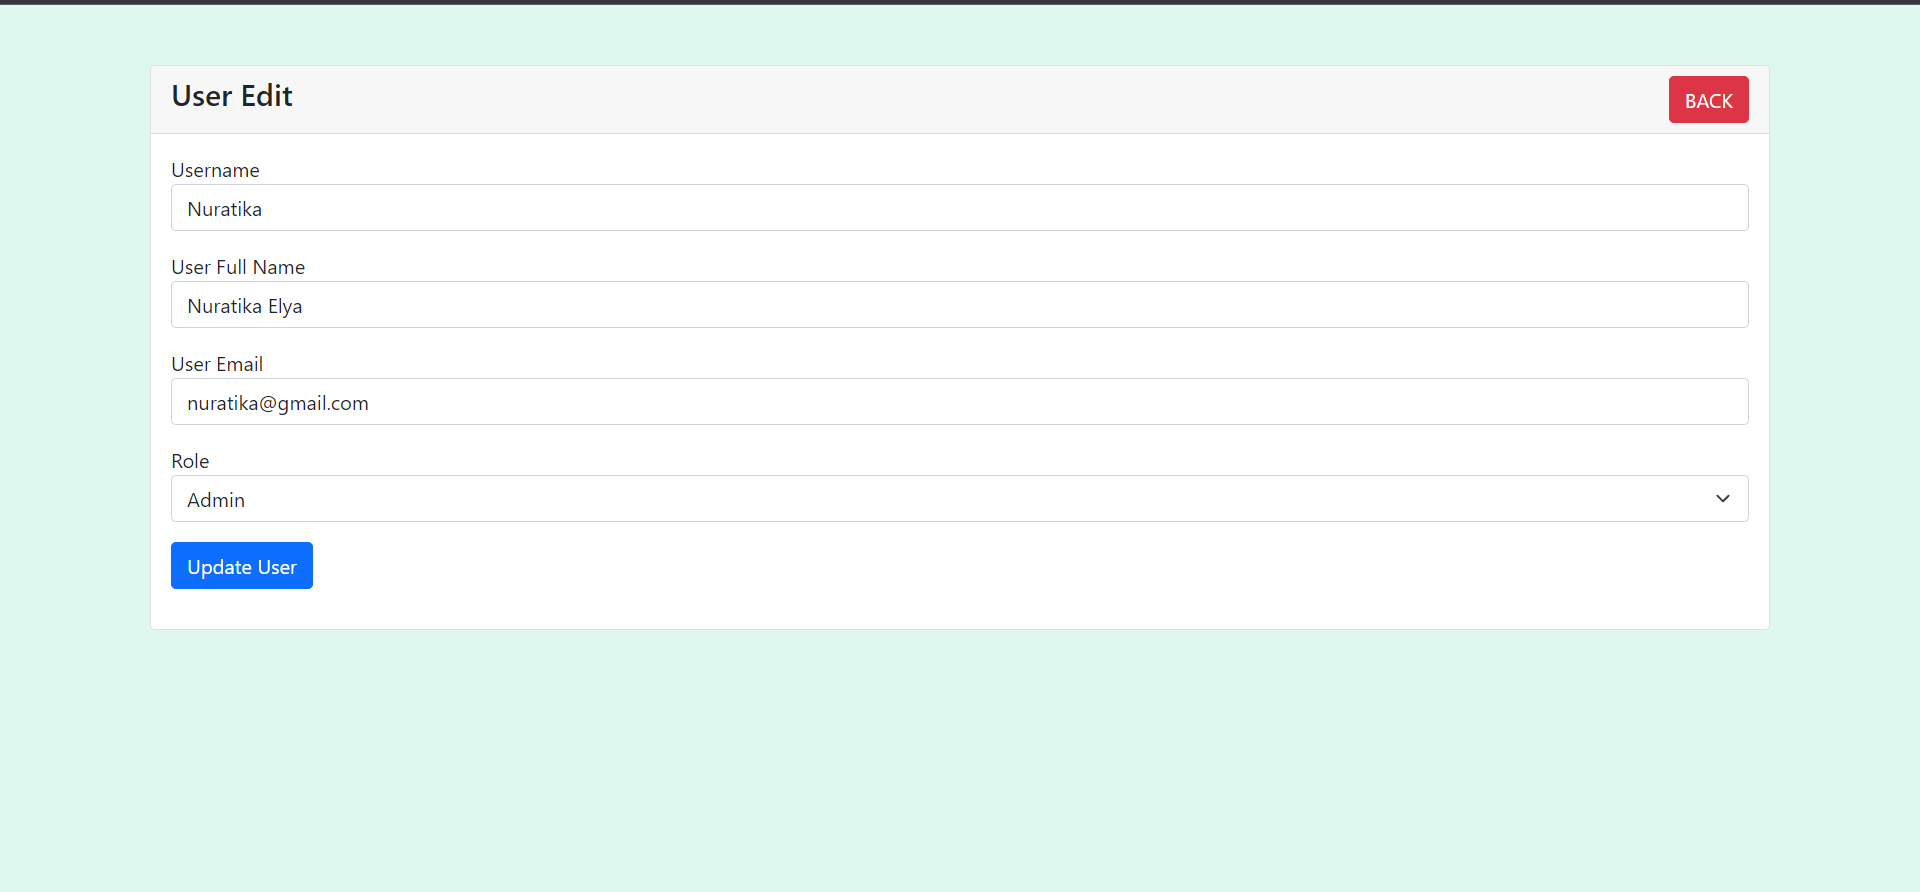 User Edit
BACK
Username
Nuratika
User Full Name
Nuratika Elya
User Email
nuratika@gmail.com
Role
Admin
Update User